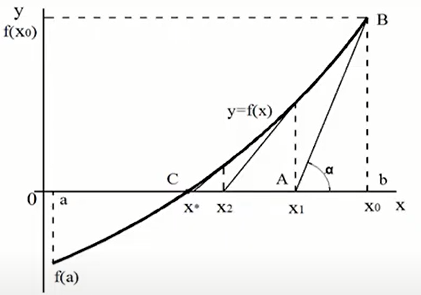 y
B
f(x₀)
y=f(x)
C
A
α
0
a
b
x*
x₂
x₁
x₀
x
f(a)